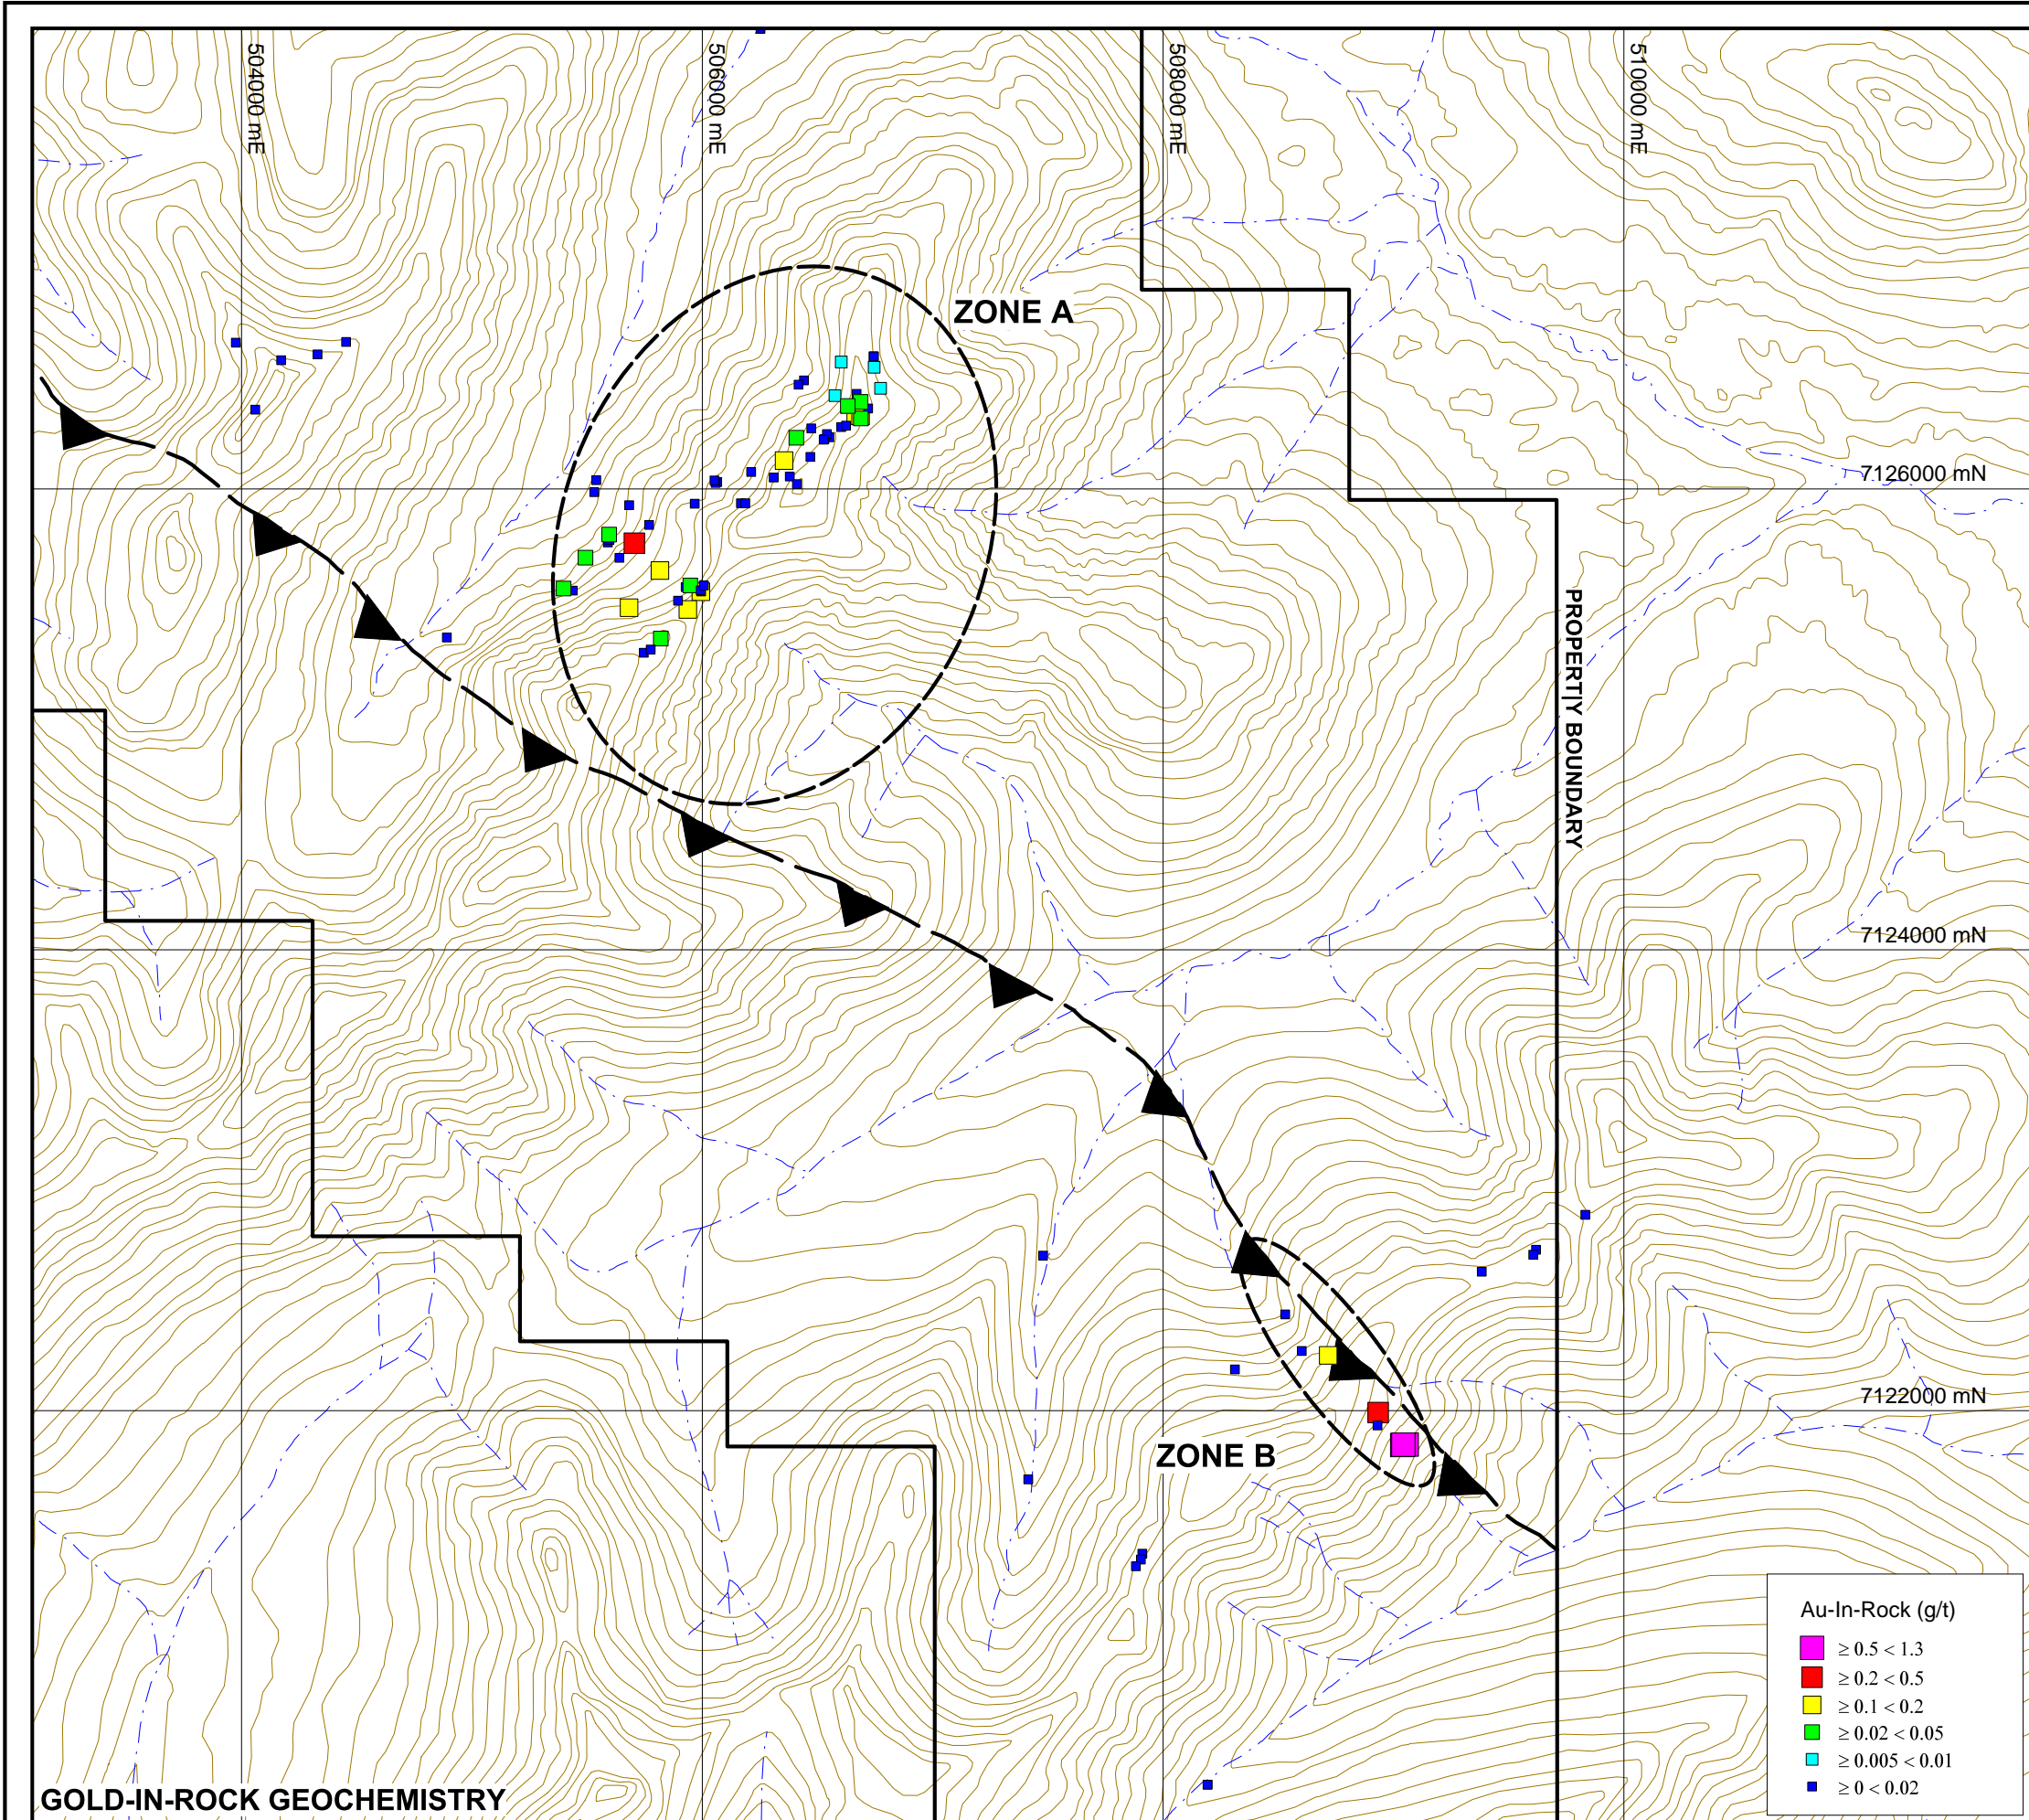 504000 mE
506000 mE
508000 mE
510000 mE
ZONE A
7126000 mN
PROPERTIY BOUNDARY
7124000 mN
7122000 mN
ZONE B
Au-In-Rock (g/t)
≥ 0.5 < 1.3
≥ 0.2 < 0.5
≥ 0.1 < 0.2
≥ 0.02 < 0.05
≥ 0.005 < 0.01
≥ 0 < 0.02
GOLD-IN-ROCK GEOCHEMISTRY